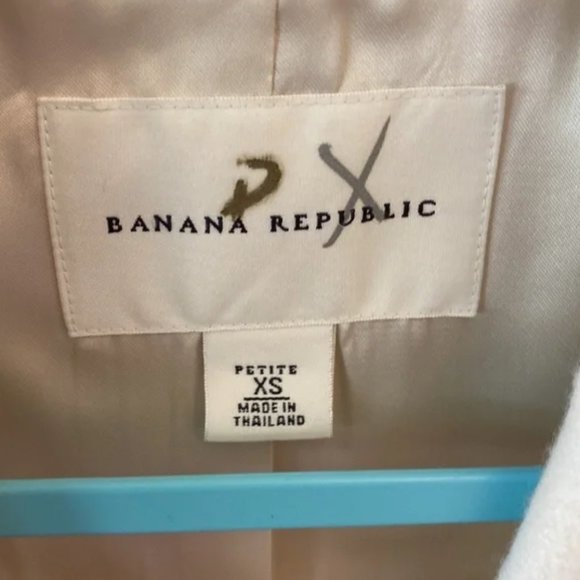 P X
BANANA REPUBLIC
PETITE
XS
MADE IN
THAILAND